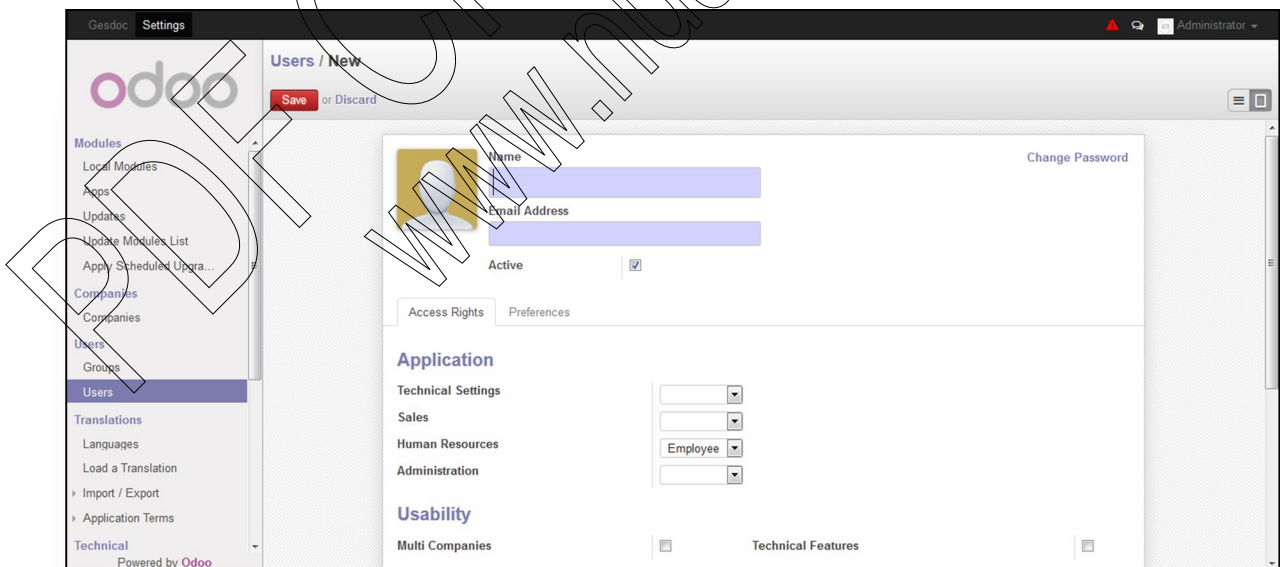 Gesdoc Settings Administrator
odoo
Users / New
Save or Discard
Modules
Local Modules
Apps
Updates
Update Modules List
Apply Scheduled Upgra...
Companies
Companies
Users
Groups
Users
Translations
Languages
Load a Translation
Import / Export
Application Terms
Technical
Powered by Odoo
Name
Change Password
Email Address
Active
Access Rights Preferences
Application
Technical Settings
Sales
Human Resources Employee
Administration
Usability
Multi Companies Technical Features